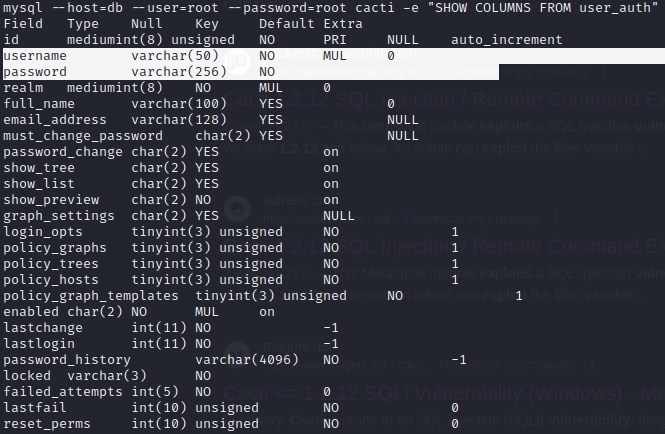 mysql --host=db --user=root --password=root cacti -e "SHOW COLUMNS FROM user_auth"
Field Type Null Key Default Extra
id mediumint(8) unsigned NO PRI NULL auto_increment
username varchar(50) NO MUL 0
password varchar(256) NO
realm mediumint(8) NO MUL 0
full_name varchar(100) YES 0
email_address varchar(128) YES NULL
must_change_password char(2) YES NULL
password_change char(2) YES on
show_tree char(2) YES on
show_list char(2) YES on
show_preview char(2) NO on
graph_settings char(2) YES NULL
login_opts tinyint(3) unsigned NO 1
policy_graphs tinyint(3) unsigned NO 1
policy_trees tinyint(3) unsigned NO 1
policy_hosts tinyint(3) unsigned NO 1
policy_graph_templates tinyint(3) unsigned NO 1
enabled char(2) NO MUL on
lastchange int(11) NO -1
lastlogin int(11) NO -1
password_history varchar(4096) NO -1
locked varchar(3) NO
failed_attempts int(5) NO 0
lastfail int(10) unsigned NO 0
reset_perms int(10) unsigned NO 0